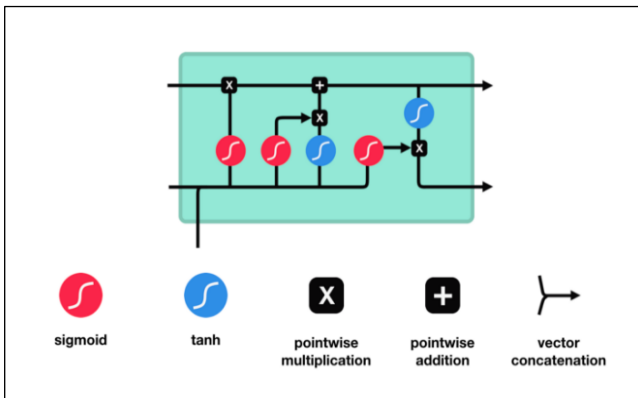 X
+
X
X
X
+
sigmoid
tanh
pointwise
multiplication
pointwise
addition
vector
concatenation